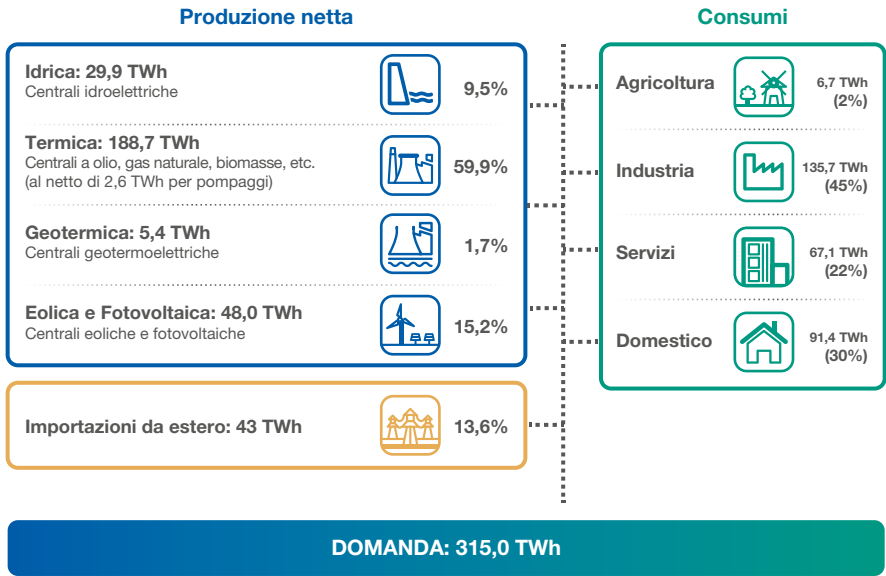 Produzione netta
Idrica: 29,9 TWh
Centrali idroelettriche
9,5%
Termica: 188,7 TWh
Centrali a olio, gas naturale, biomasse, etc.
(al netto di 2,6 TWh per pompaggi)
59,9%
Geotermica: 5,4 TWh
Centrali geotermoelettriche
1,7%
Eolica e Fotovoltaica: 48,0 TWh
Centrali eoliche e fotovoltaiche
15,2%
Importazioni da estero: 43 TWh
13,6%
Consumi
Agricoltura
6,7 TWh
(2%)
Industria
135,7 TWh
(45%)
Servizi
67,1 TWh
(22%)
Domestico
91,4 TWh
(30%)
DOMANDA: 315,0 TWh